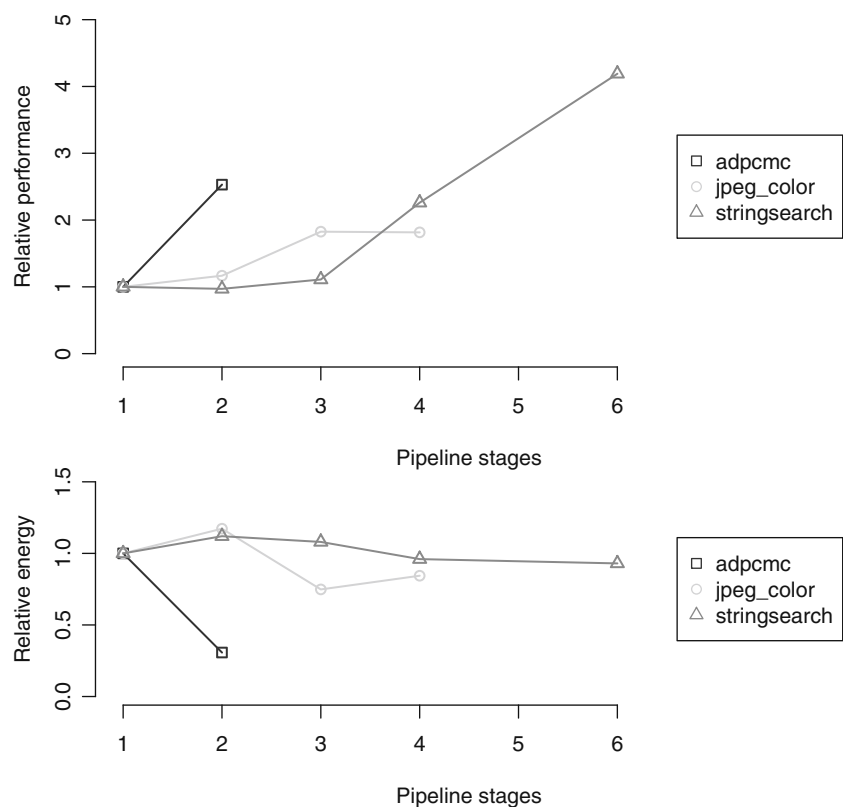 Relative performance
5
4
3
2
1
0
1 2 3 4 5 6
Pipeline stages
adpcmc
jpeg_color
stringsearch
Relative energy
1.5
1.0
0.5
0.0
1 2 3 4 5 6
Pipeline stages
adpcmc
jpeg_color
stringsearch